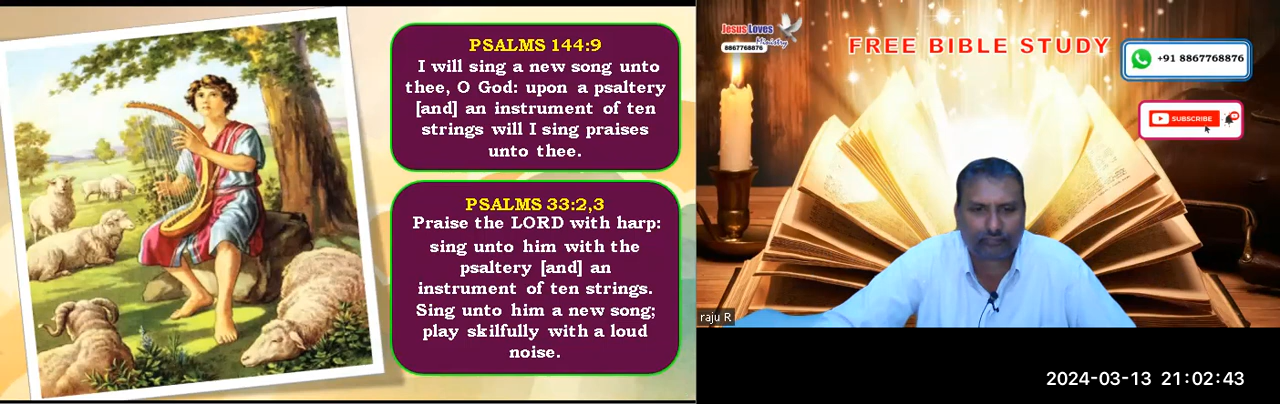 PSALMS 144:9
I will sing a new song unto
thee, O God: upon a psaltery
[and] an instrument of ten
strings will I sing praises
unto thee.
PSALMS 33:2,3
Praise the LORD with harp:
sing unto him with the
psaltery [and] an
instrument of ten strings.
Sing unto him a new song;
play skilfully with a loud
noise.
Jesus Loves
Ministry
8867768876
FREE BIBLE STUDY
+91 8867768876
SUBSCRIBE
raju R
2024-03-13 21:02:43